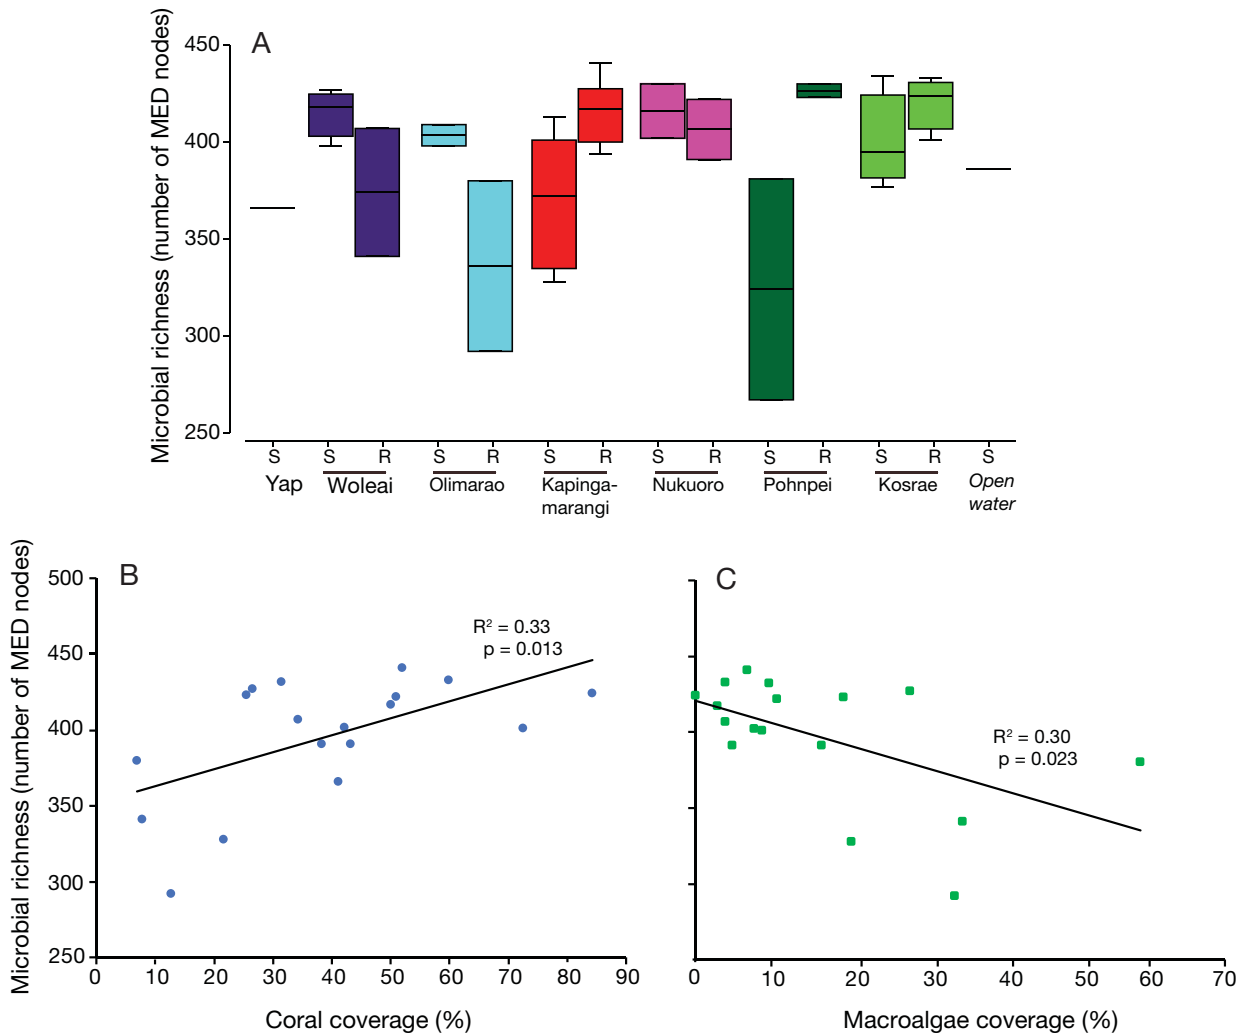 A
Microbial richness (number of MED nodes)
450
400
350
300
250
S S R S R S R S R S R S R S
Yap Woleai Olimarao Kapinga- Nukuoro Pohnpei Kosrae Open
marangi water
B
Microbial richness (number of MED nodes)
500
450
400
350
300
250
R² = 0.33
p = 0.013
0 10 20 30 40 50 60 70 80 90
Coral coverage (%)
C
R² = 0.30
p = 0.023
0 10 20 30 40 50 60 70
Macroalgae coverage (%)